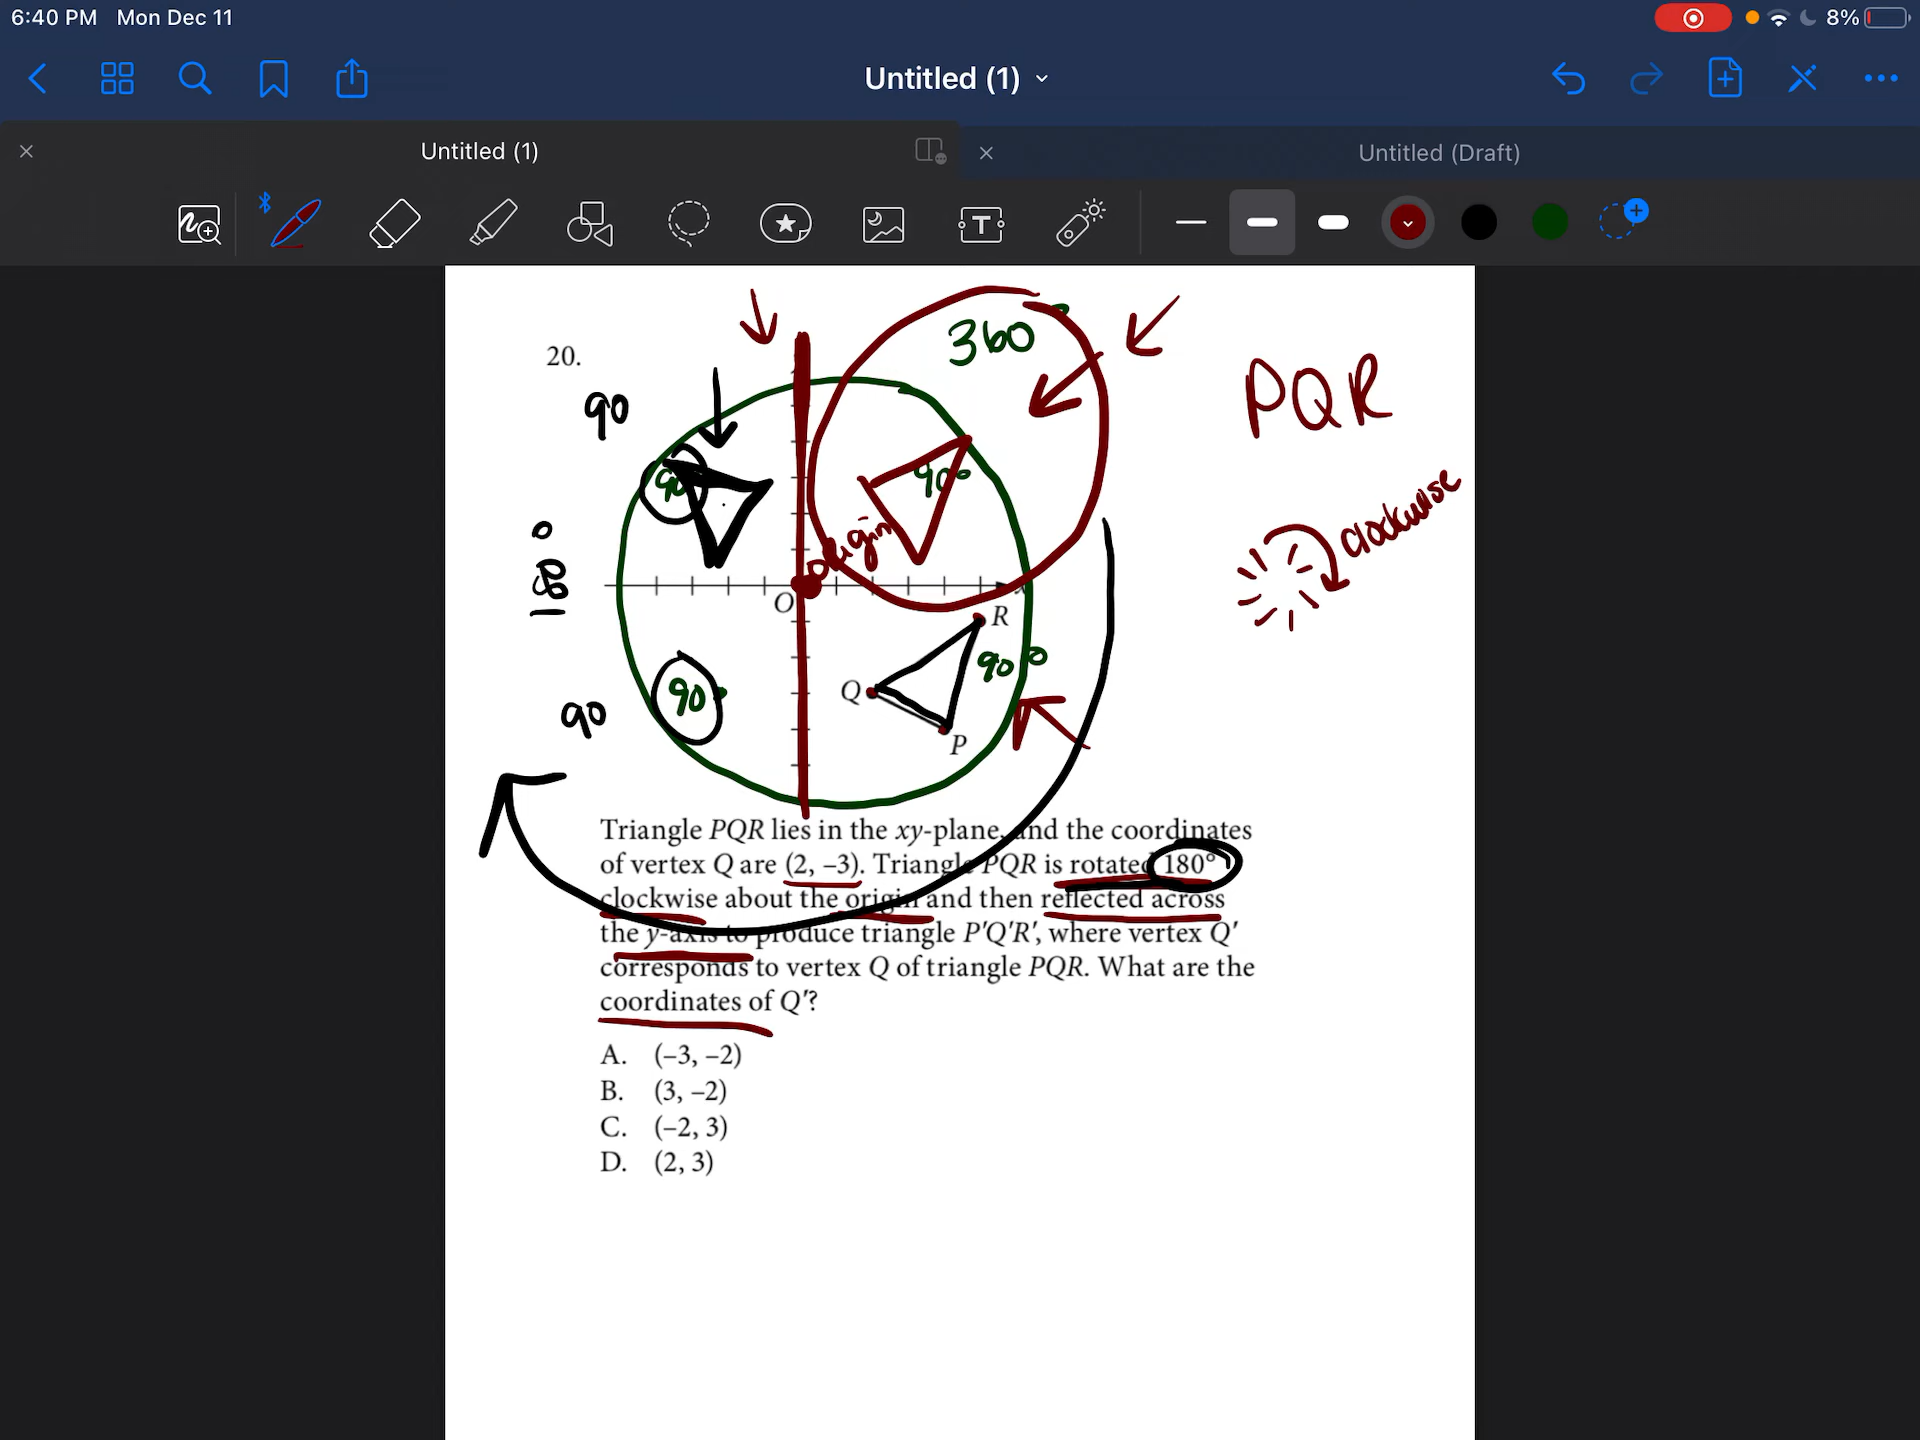 6:40 PM Mon Dec 11
8%
Untitled (1)
Untitled (1)
Untitled (Draft)
T
20.
360°
PQR
90
90
90°
origin
clockwise
180
O
x
R
90°
Q
90°
90
P
Triangle PQR lies in the xy-plane, and the coordinates
of vertex Q are (2, –3). Triangle PQR is rotated 180°
clockwise about the origin and then reflected across
the y-axis to produce triangle P′Q′R′, where vertex Q′
corresponds to vertex Q of triangle PQR. What are the
coordinates of Q′?
A. (–3, –2)
B. (3, –2)
C. (–2, 3)
D. (2, 3)